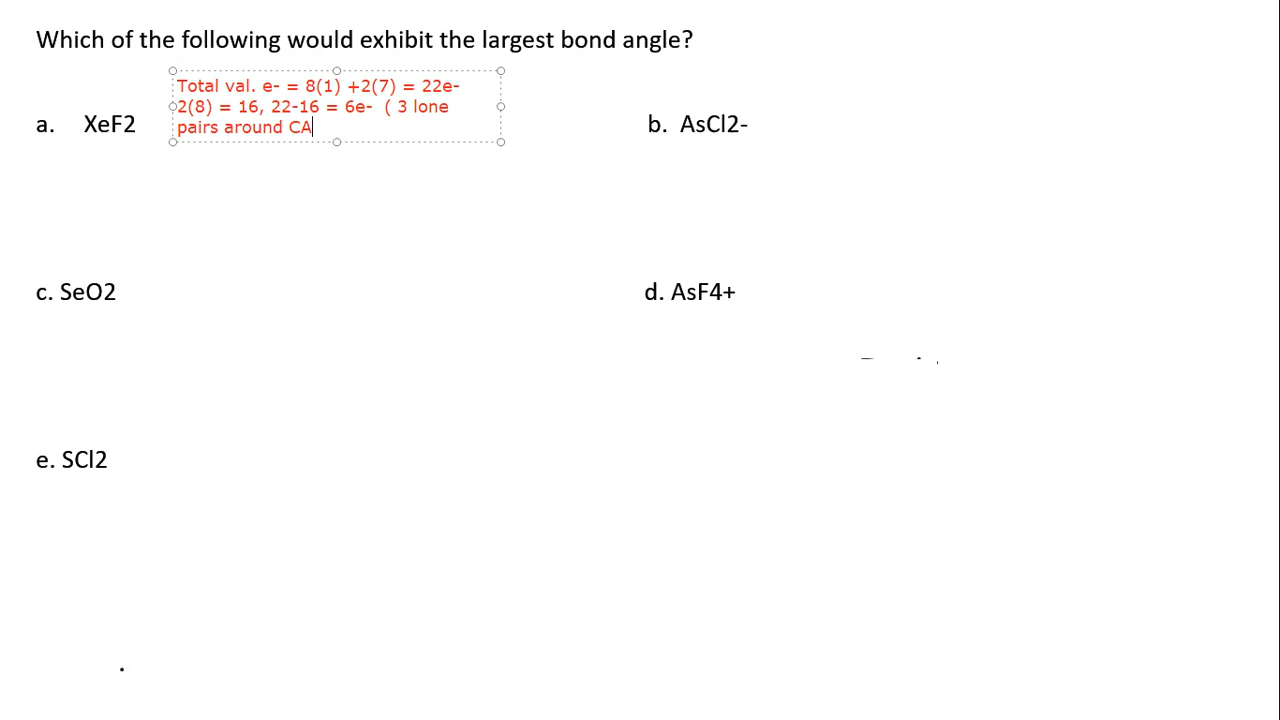 Which of the following would exhibit the largest bond angle?
Total val. e- = 8(1) +2(7) = 22e-
2(8) = 16, 22-16 = 6e-  ( 3 lone
pairs around CA
a. XeF2
b. AsCl2-
c. SeO2
d. AsF4+
e. SCl2